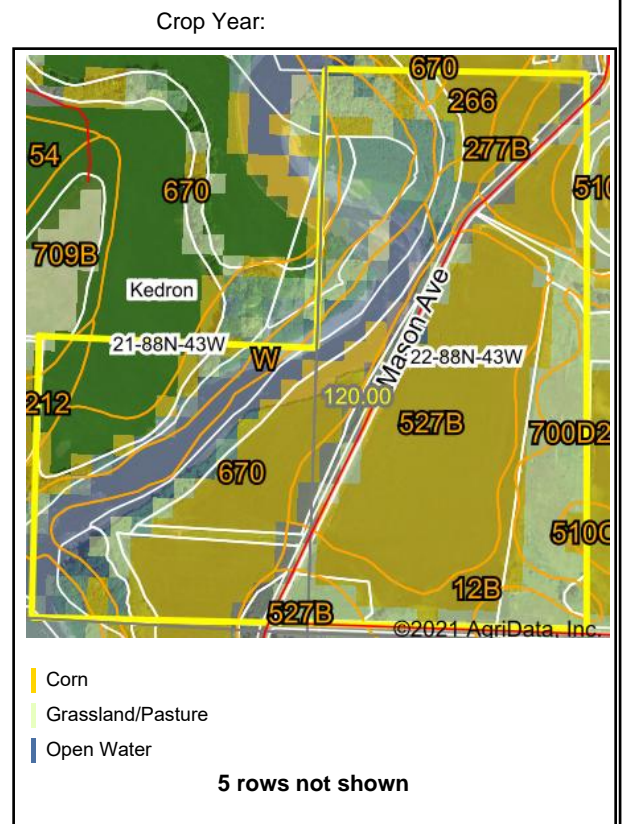 Crop Year:
670
266
277B
54
510
670
709B
Kedron
21-88N-43W
W
Mason Ave
22-88N-43W
120.00
212
527B
700D2
670
510C
12B
527B
©2021 AgriData, Inc.
Corn
Grassland/Pasture
Open Water
5 rows not shown